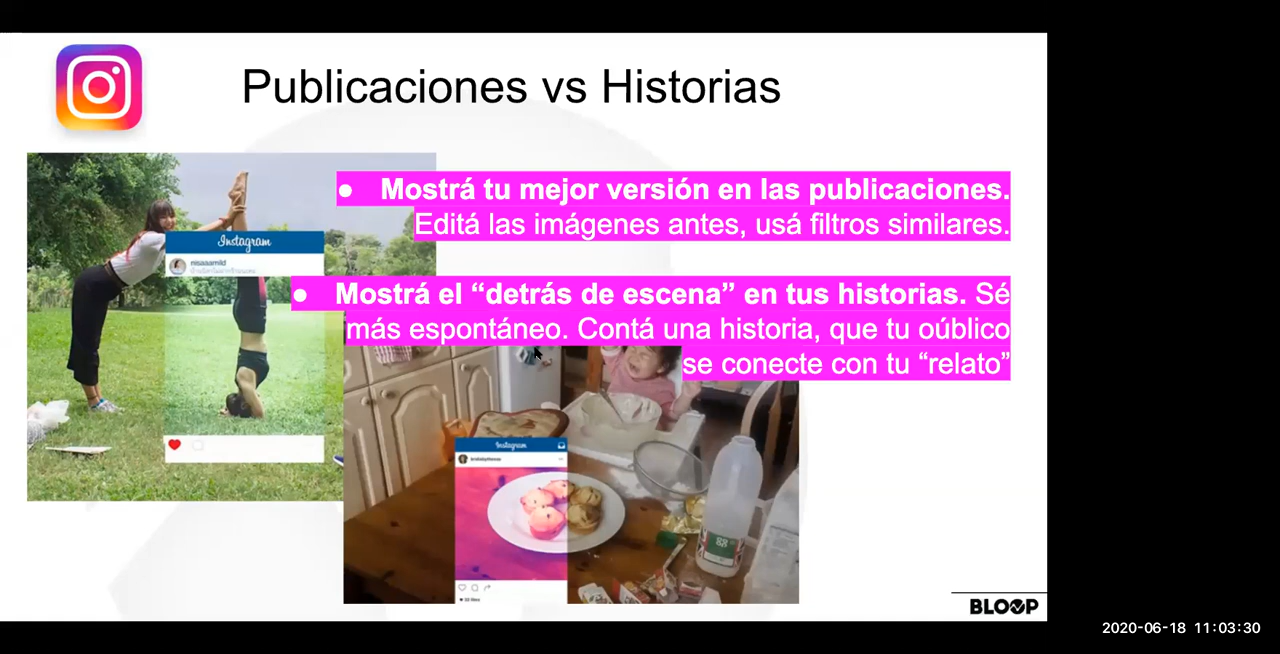 Publicaciones vs Historias
● Mostrá tu mejor versión en las publicaciones.
Editá las imágenes antes, usá filtros similares.
Instagram
nisaaamild
● Mostrá el “detrás de escena” en tus historias. Sé
más espontáneo. Contá una historia, que tu oúblico
se conecte con tu “relato”
Instagram
BLOOP
2020-06-18 11:03:30